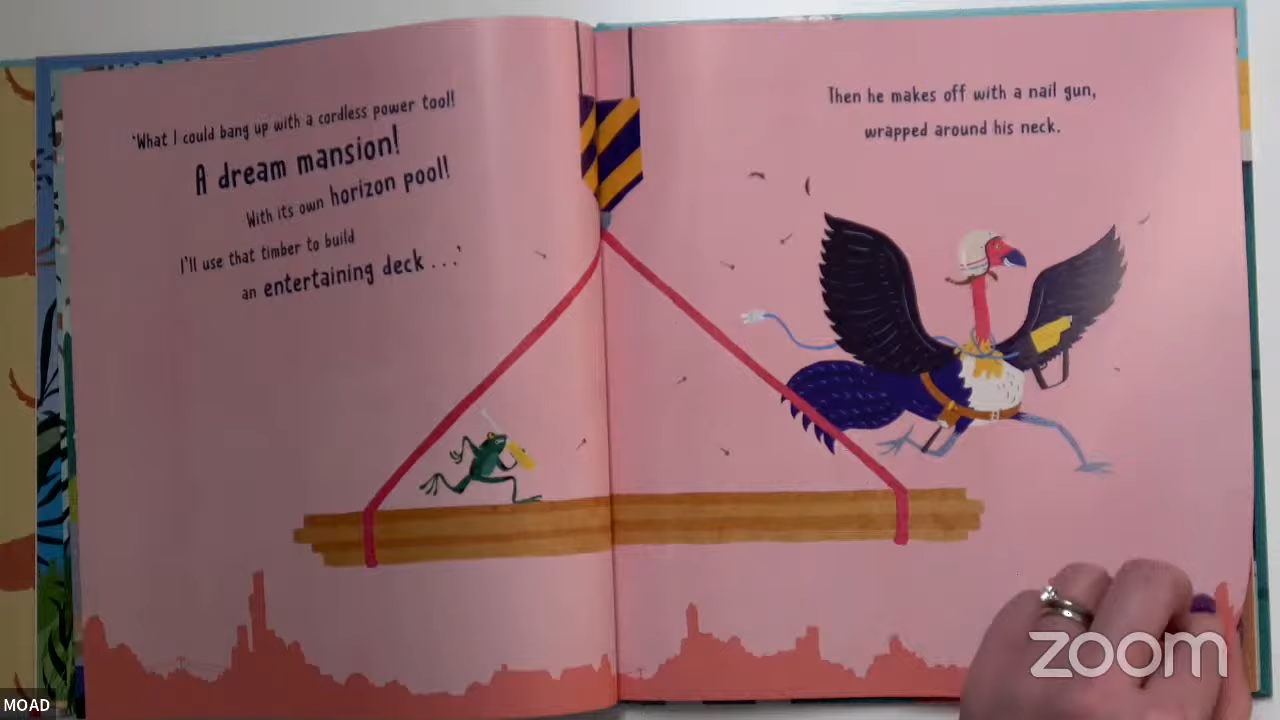 'What I could bang up with a cordless power tool!
A dream mansion!
With its own horizon pool!
I'll use that timber to build
an entertaining deck . . .'
Then he makes off with a nail gun,
wrapped around his neck.
zoom
MOAD